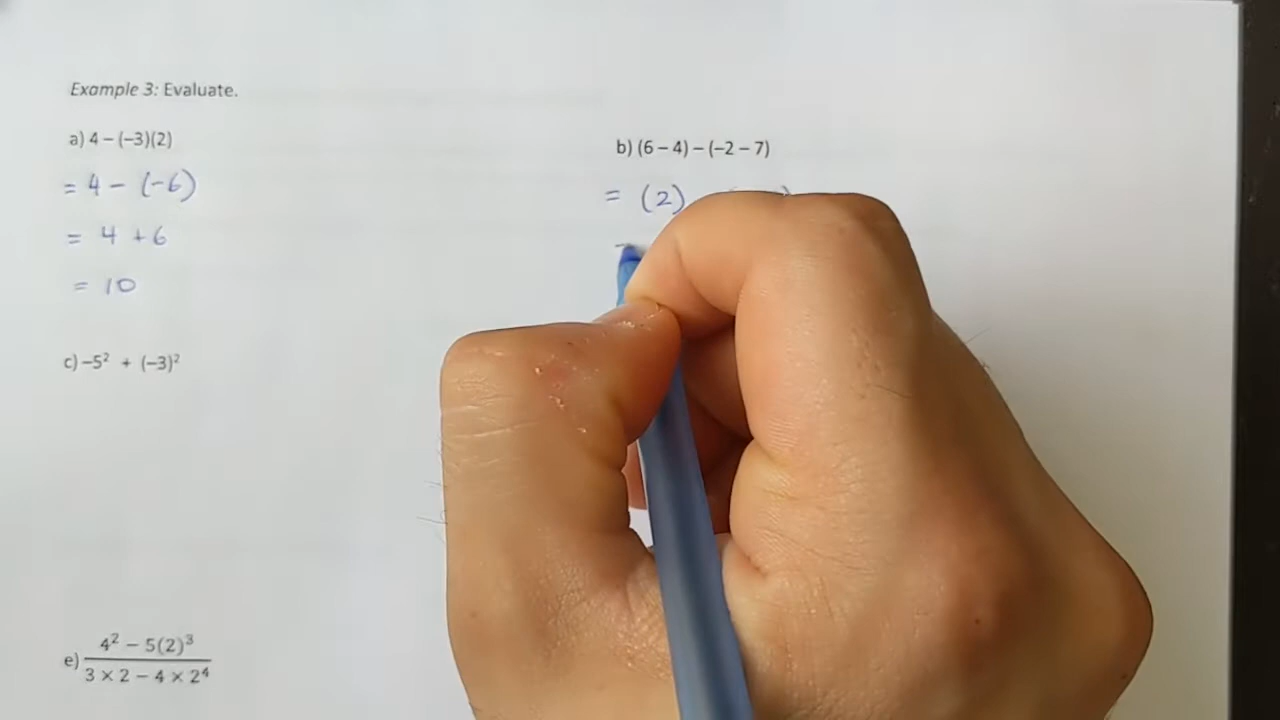 Example 3: Evaluate.
a) 4 – (–3)(2)
= 4 – (-6)
= 4 + 6
= 10
b) (6 – 4) – (–2 – 7)
= (2)
c) –5² + (–3)²
e) 4² – 5(2)³
3 × 2 – 4 × 2⁴